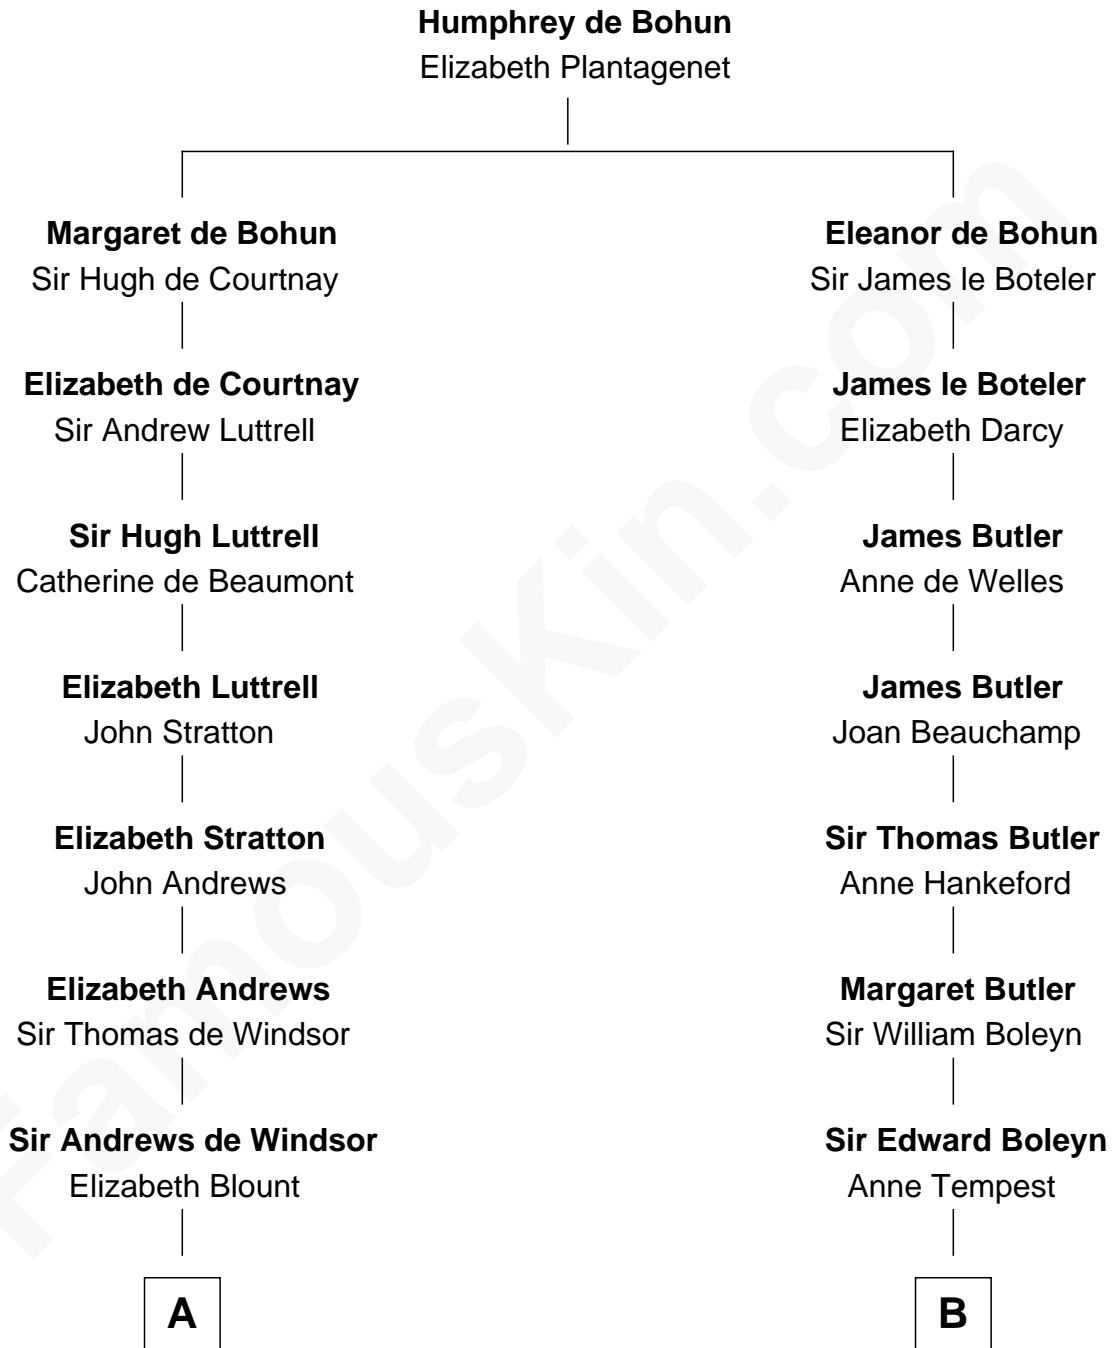 Humphrey de Bohun
Elizabeth Plantagenet
Margaret de Bohun
Sir Hugh de Courtnay
Eleanor de Bohun
Sir James le Boteler
Elizabeth de Courtnay
Sir Andrew Luttrell
James le Boteler
Elizabeth Darcy
Sir Hugh Luttrell
Catherine de Beaumont
James Butler
Anne de Welles
Elizabeth Luttrell
John Stratton
James Butler
Joan Beauchamp
Elizabeth Stratton
John Andrews
Sir Thomas Butler
Anne Hankeford
Elizabeth Andrews
Sir Thomas de Windsor
Margaret Butler
Sir William Boleyn
Sir Andrews de Windsor
Elizabeth Blount
Sir Edward Boleyn
Anne Tempest
A
B
FamousKin.com